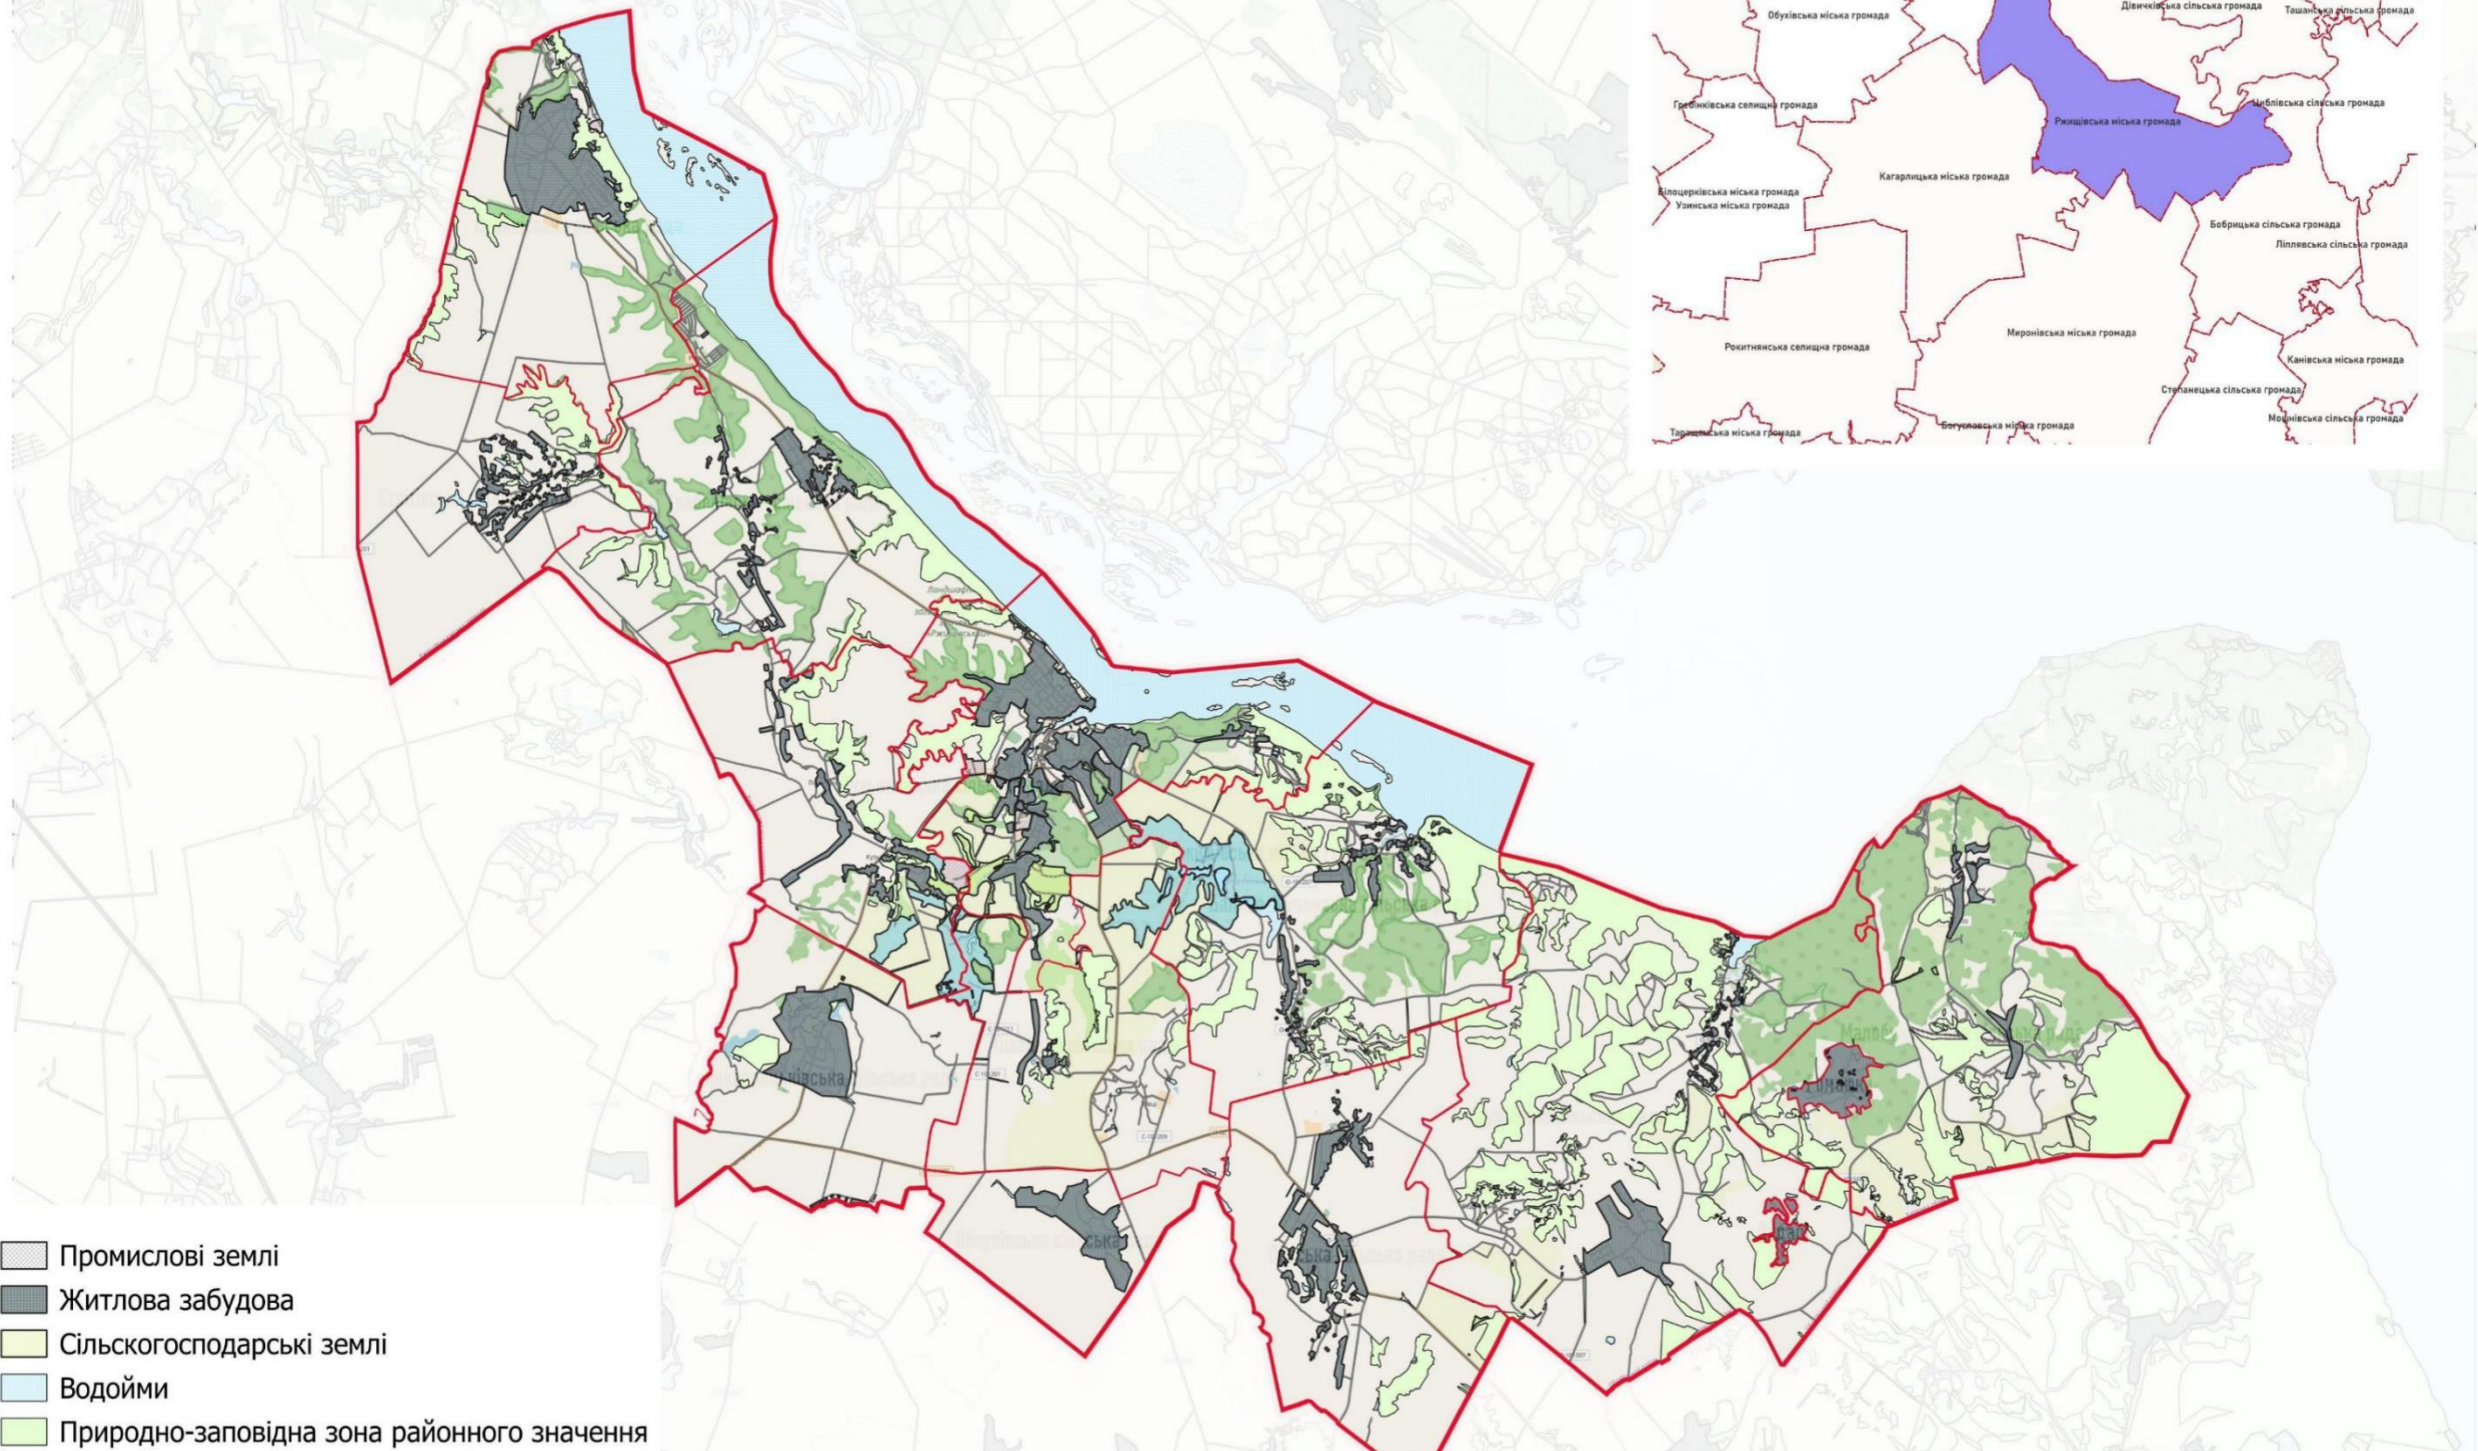 Обухівська міська громада
Дівичківська сільська громада
Ташанська сільська громада
Гребінківська селищна громада
Циблівська сільська громада
Ржищівська міська громада
Кагарлицька міська громада
Білоцерківська міська громада
Узинська міська громада
Бобрицька сільська громада
Ліплявська сільська громада
Миронівська міська громада
Рокитнянська селищна громада
Канівська міська громада
Степанецька сільська громада
Мошнівська сільська громада
Таращанська міська громада
Богуславська міська громада
Промислові землі
Житлова забудова
Сільскогосподарські землі
Водойми
Природно-заповідна зона районного значення